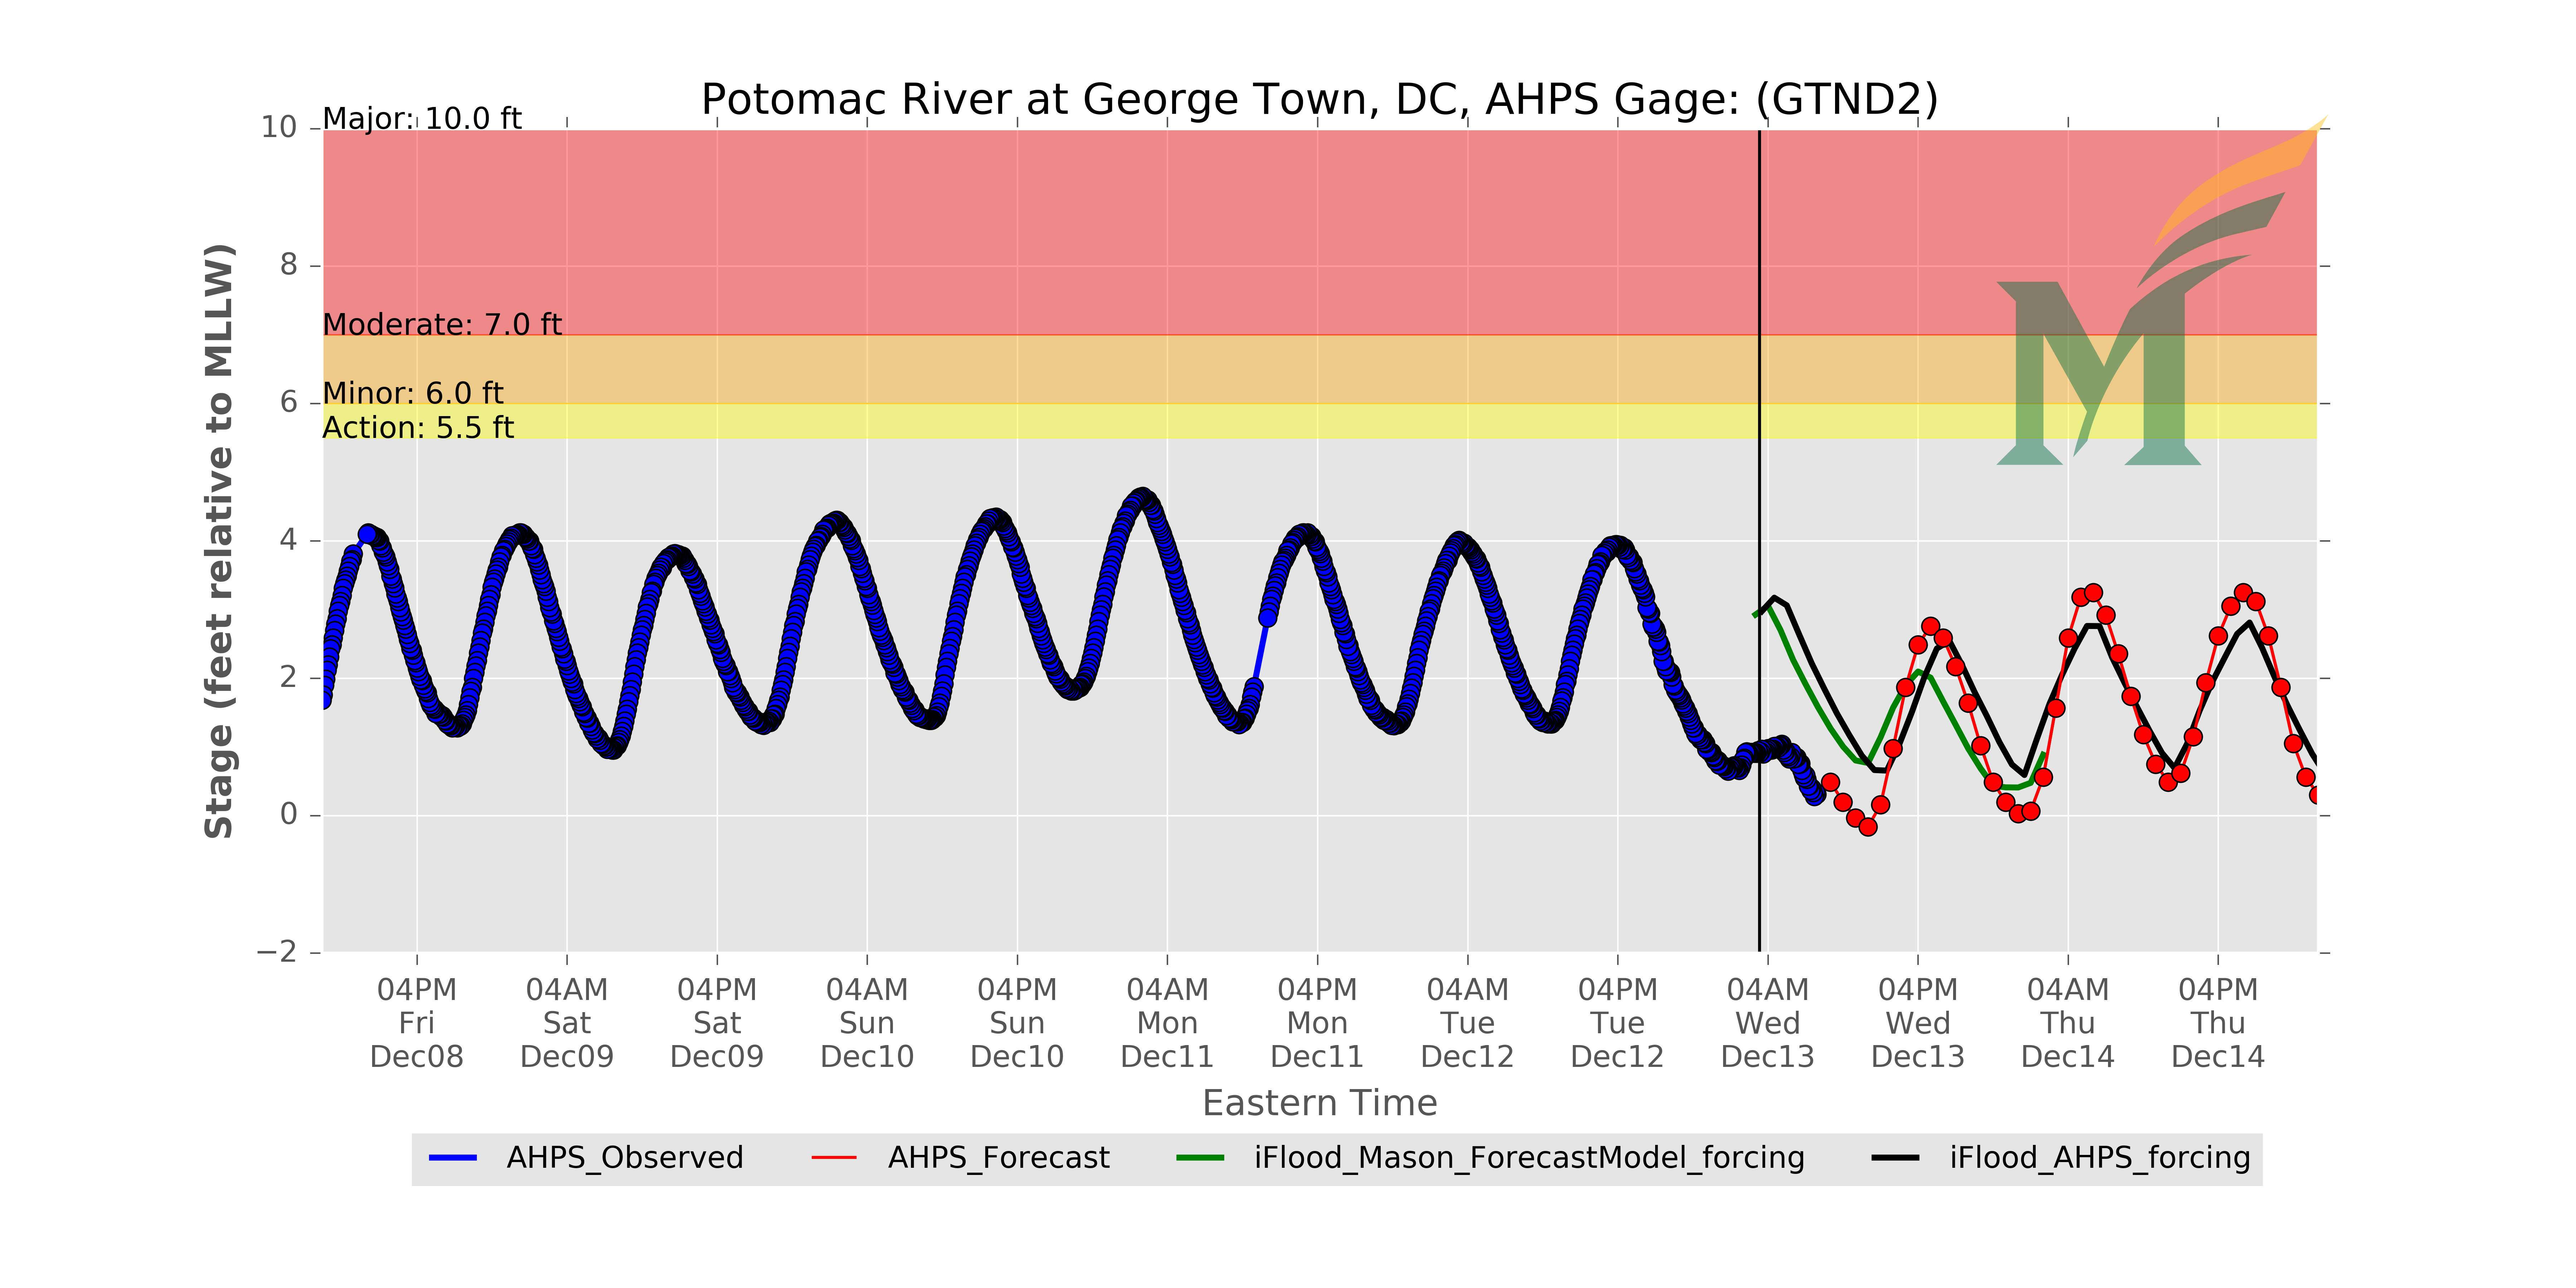 Potomac River at George Town, DC, AHPS Gage: (GTND2)
Major: 10.0 ft
Moderate: 7.0 ft
Minor: 6.0 ft
Action: 5.5 ft
10
8
6
4
2
0
−2
Stage (feet relative to MLLW)
04PM 04AM 04PM 04AM 04PM 04AM 04PM 04AM 04PM 04AM 04PM 04AM 04PM
Fri Sat Sat Sun Sun Mon Mon Tue Tue Wed Wed Thu Thu
Dec08 Dec09 Dec09 Dec10 Dec10 Dec11 Dec11 Dec12 Dec12 Dec13 Dec13 Dec14 Dec14
Eastern Time
AHPS_Observed AHPS_Forecast iFlood_Mason_ForecastModel_forcing iFlood_AHPS_forcing
M